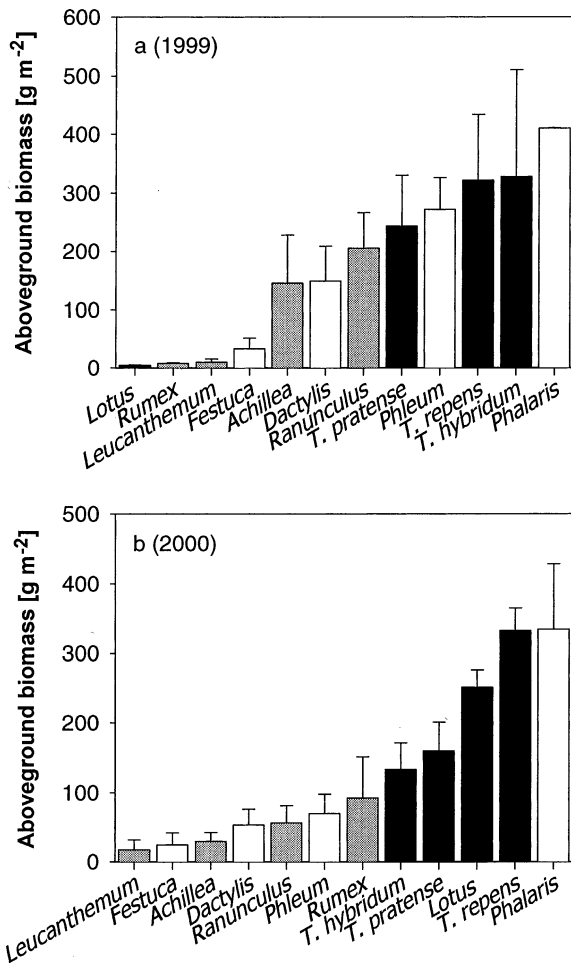 a (1999)
Aboveground biomass [g m⁻²]
600
500
400
300
200
100
0
Lotus
Rumex
Leucanthemum
Festuca
Achillea
Dactylis
Ranunculus
T. pratense
Phleum
T. repens
T. hybridum
Phalaris
b (2000)
Aboveground biomass [g m⁻²]
500
400
300
200
100
0
Leucanthemum
Festuca
Achillea
Dactylis
Ranunculus
Phleum
Rumex
T. hybridum
T. pratense
Lotus
T. repens
Phalaris